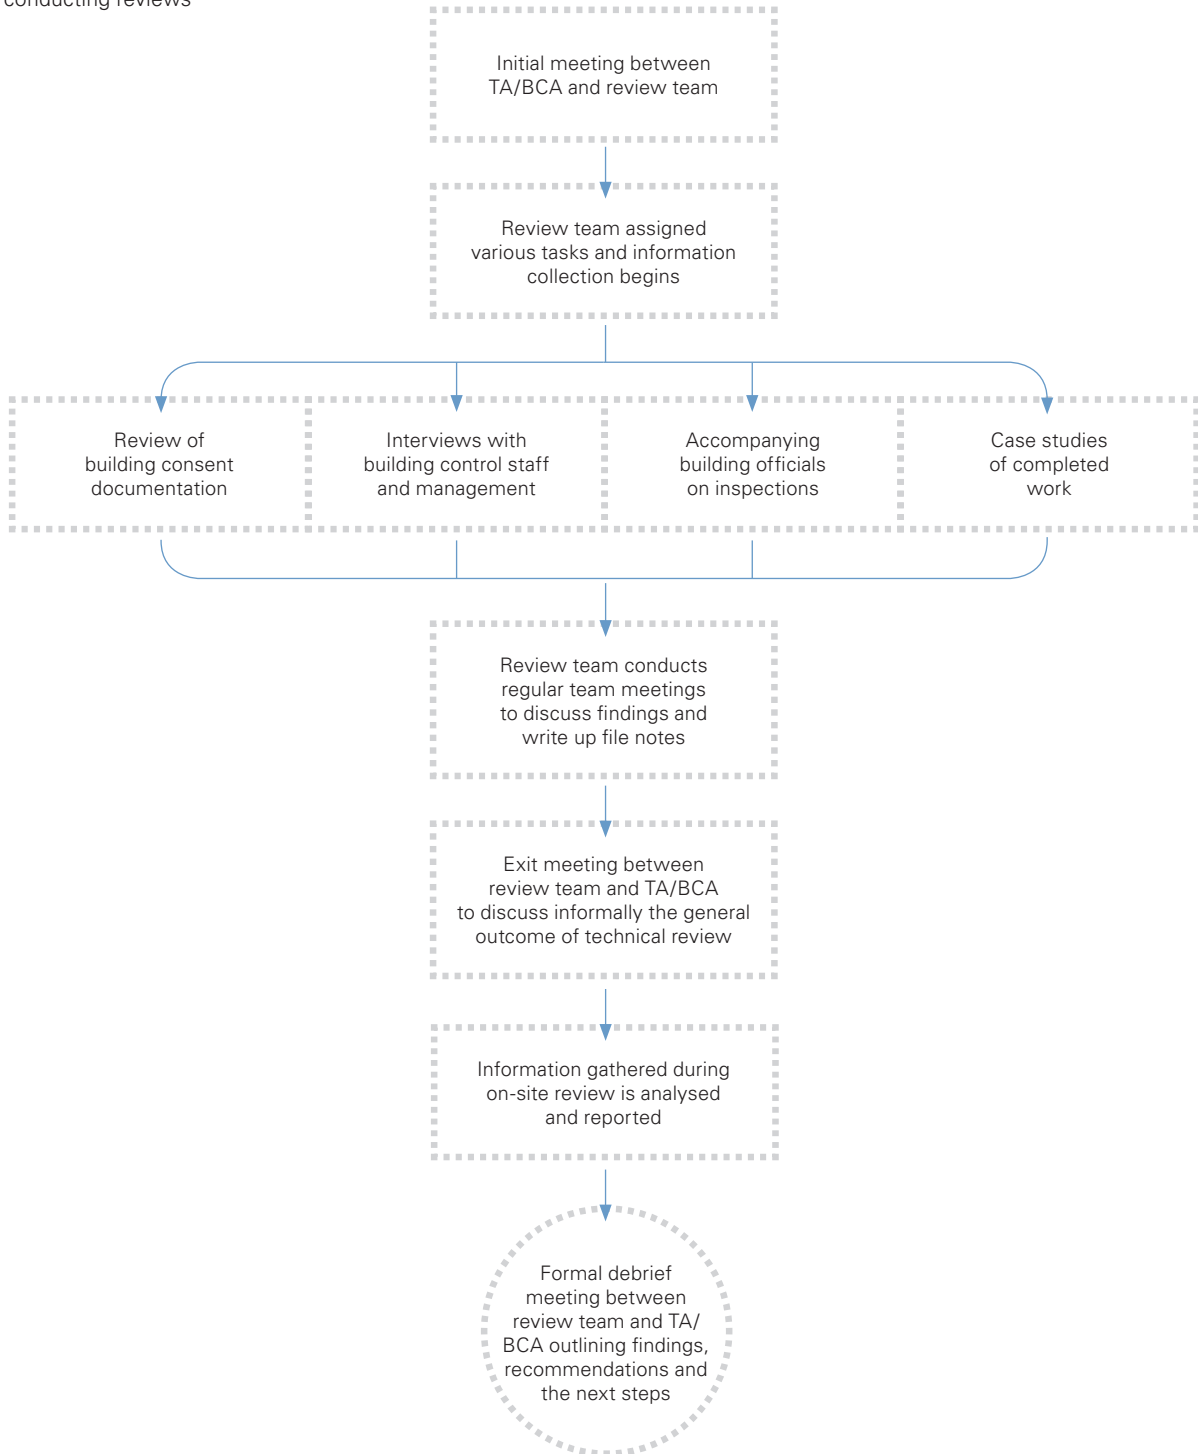 conducting reviews
Initial meeting between
TA/BCA and review team
Review team assigned
various tasks and information
collection begins
Review of
building consent
documentation
Interviews with
building control staff
and management
Accompanying
building officials
on inspections
Case studies
of completed
work
Review team conducts
regular team meetings
to discuss findings and
write up file notes
Exit meeting between
review team and TA/BCA
to discuss informally the general
outcome of technical review
Information gathered during
on-site review is analysed
and reported
Formal debrief
meeting between
review team and TA/
BCA outlining findings,
recommendations and
the next steps